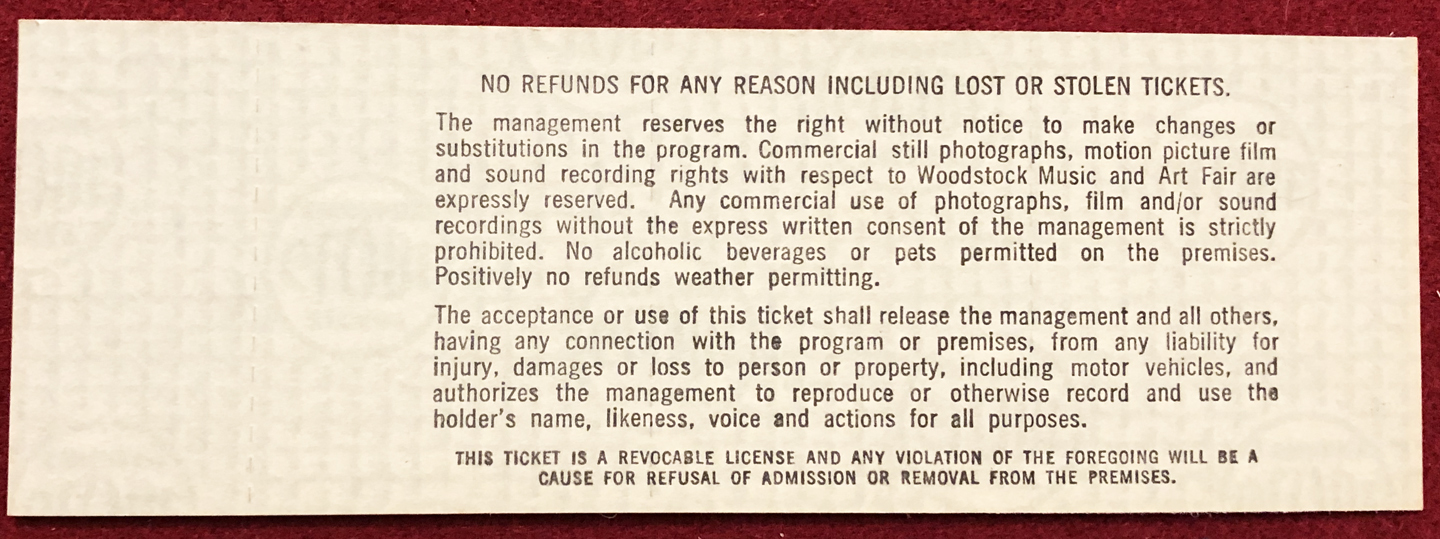 NO REFUNDS FOR ANY REASON INCLUDING LOST OR STOLEN TICKETS.
The management reserves the right without notice to make changes or
substitutions in the program. Commercial still photographs, motion picture film
and sound recording rights with respect to Woodstock Music and Art Fair are
expressly reserved. Any commercial use of photographs, film and/or sound
recordings without the express written consent of the management is strictly
prohibited. No alcoholic beverages or pets permitted on the premises.
Positively no refunds weather permitting.
The acceptance or use of this ticket shall release the management and all others,
having any connection with the program or premises, from any liability for
injury, damages or loss to person or property, including motor vehicles, and
authorizes the management to reproduce or otherwise record and use the
holder's name, likeness, voice and actions for all purposes.
THIS TICKET IS A REVOCABLE LICENSE AND ANY VIOLATION OF THE FOREGOING WILL BE A
CAUSE FOR REFUSAL OF ADMISSION OR REMOVAL FROM THE PREMISES.